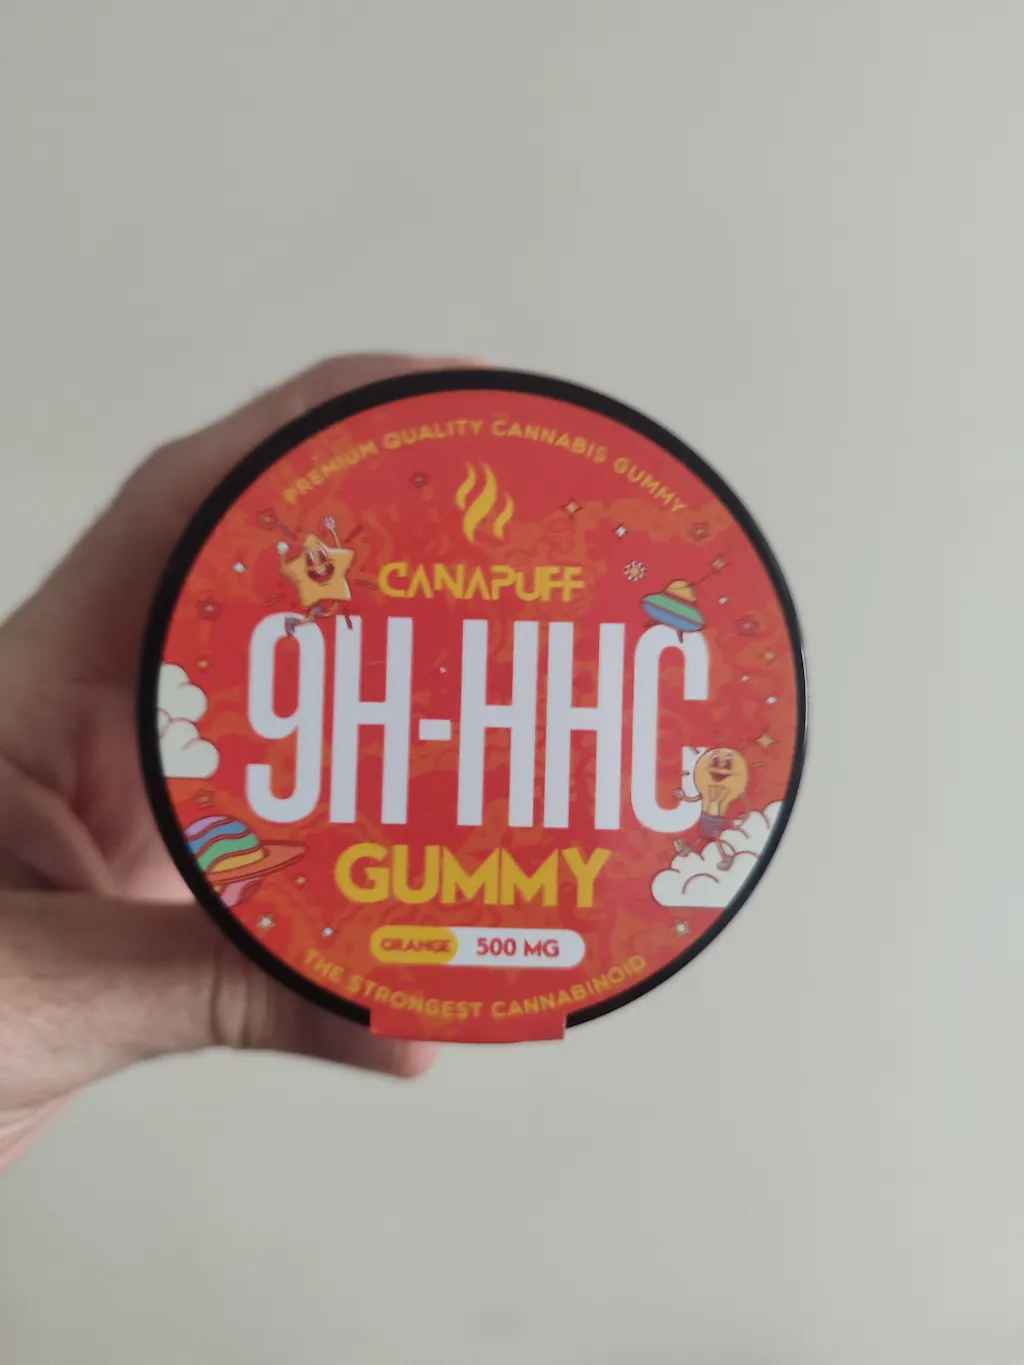 PREMIUM QUALITY CANNABIS GUMMY
CANAPUFF
9H-HHC
GUMMY
ORANGE 500 MG
THE STRONGEST CANNABINOID